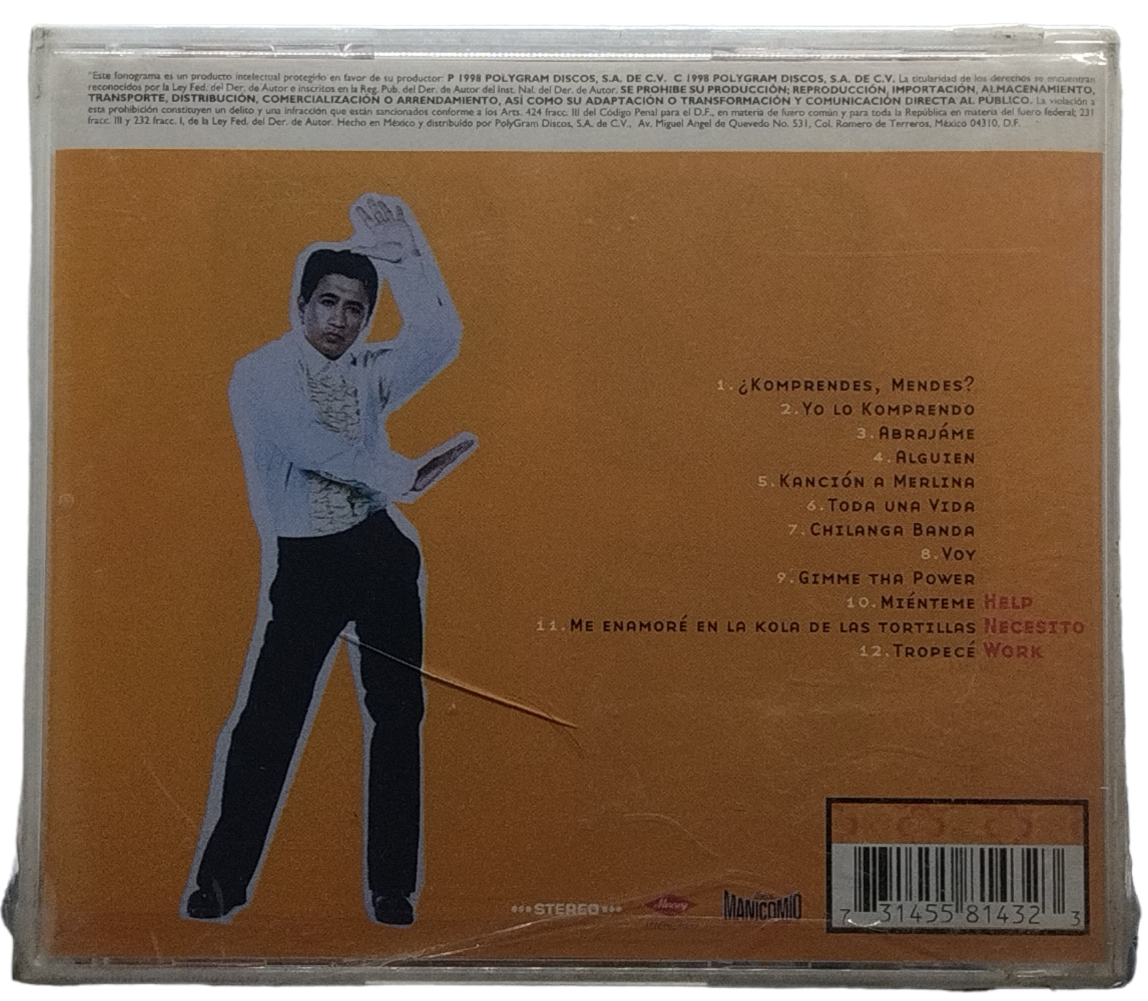 "Este fonograma es un producto intelectual protegido en favor de su productor: P 1998 POLYGRAM DISCOS, S.A. DE C.V. C 1998 POLYGRAM DISCOS, S.A. DE C.V. La titularidad de los derechos se encuentran
reconocidos por la Ley Fed. del Der. de Autor e inscritos en la Reg. Pub. del Der. de Autor del Inst. Nal. del Der. de Autor. SE PROHIBE SU PRODUCCIÓN; REPRODUCCIÓN, IMPORTACIÓN, ALMACENAMIENTO,
TRANSPORTE, DISTRIBUCIÓN, COMERCIALIZACIÓN O ARRENDAMIENTO, ASÍ COMO SU ADAPTACIÓN O TRANSFORMACIÓN Y COMUNICACIÓN DIRECTA AL PÚBLICO. La violación a
esta prohibición constituyen un delito y una infracción que están sancionados conforme a los Arts. 424 fracc. III del Código Penal para el D.F., en materia de fuero común y para toda la República en materia del fuero federal; 231
fracc. III y 232 fracc. I, de la Ley Fed. del Der. de Autor. Hecho en México y distribuido por PolyGram Discos, S.A. de C.V., Av. Miguel Angel de Quevedo No. 531, Col. Romero de Terreros, México 04310, D.F.
1. ¿KOMPRENDES, MENDES?
2. YO LO KOMPRENDO
3. ABRAJÁME
4. ALGUIEN
5. KANCIÓN A MERLINA
6. TODA UNA VIDA
7. CHILANGA BANDA
8. VOY
9. GIMME THA POWER
10. MIÉNTEME HELP
11. ME ENAMORÉ EN LA KOLA DE LAS TORTILLAS NECESITO
12. TROPECÉ WORK
STEREO
Mercury
MANICOMIO
7 31455 81432 3